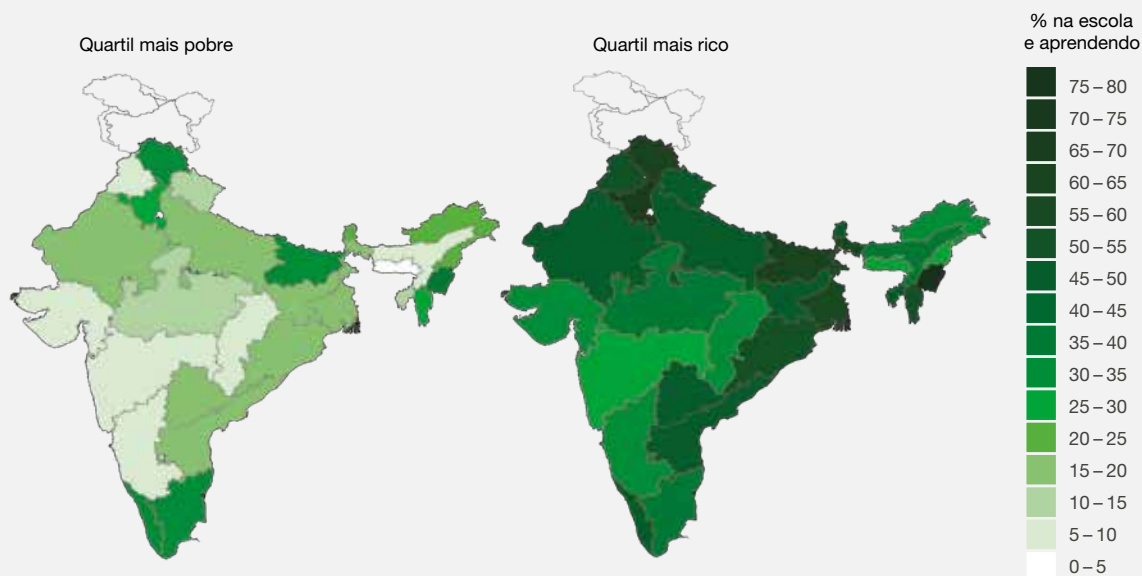 Quartil mais pobre
Quartil mais rico
% na escola
e aprendendo
75 – 80
70 – 75
65 – 70
60 – 65
55 – 60
50 – 55
45 – 50
40 – 45
35 – 40
30 – 35
25 – 30
20 – 25
15 – 20
10 – 15
5 – 10
0 – 5